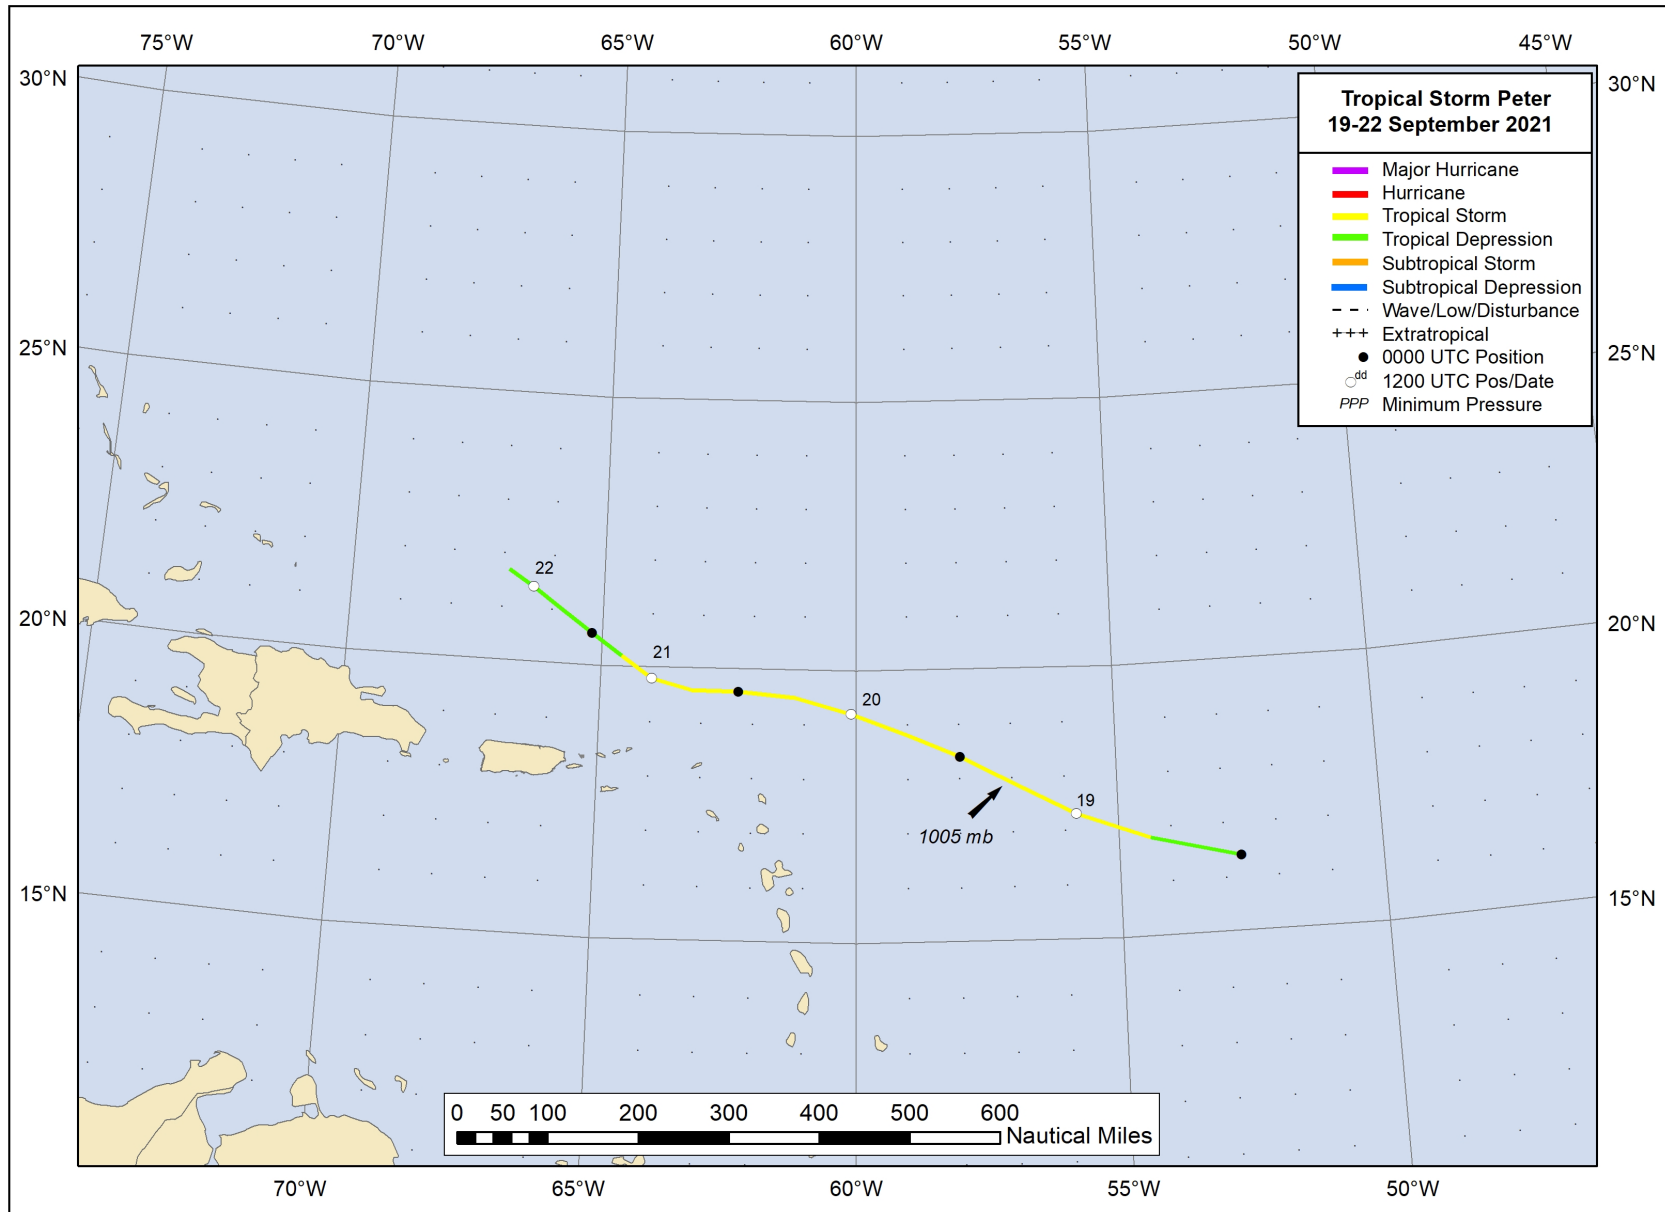 75°W 70°W 65°W 60°W 55°W 50°W 45°W
30°N 30°N
Tropical Storm Peter
19-22 September 2021
Major Hurricane
Hurricane
Tropical Storm
Tropical Depression
Subtropical Storm
Subtropical Depression
Wave/Low/Disturbance
+++ Extratropical
0000 UTC Position
dd 1200 UTC Pos/Date
PPP Minimum Pressure
25°N 25°N
22
20°N 20°N
21
20
19
1005 mb
15°N 15°N
0 50 100 200 300 400 500 600
Nautical Miles
70°W 65°W 60°W 55°W 50°W